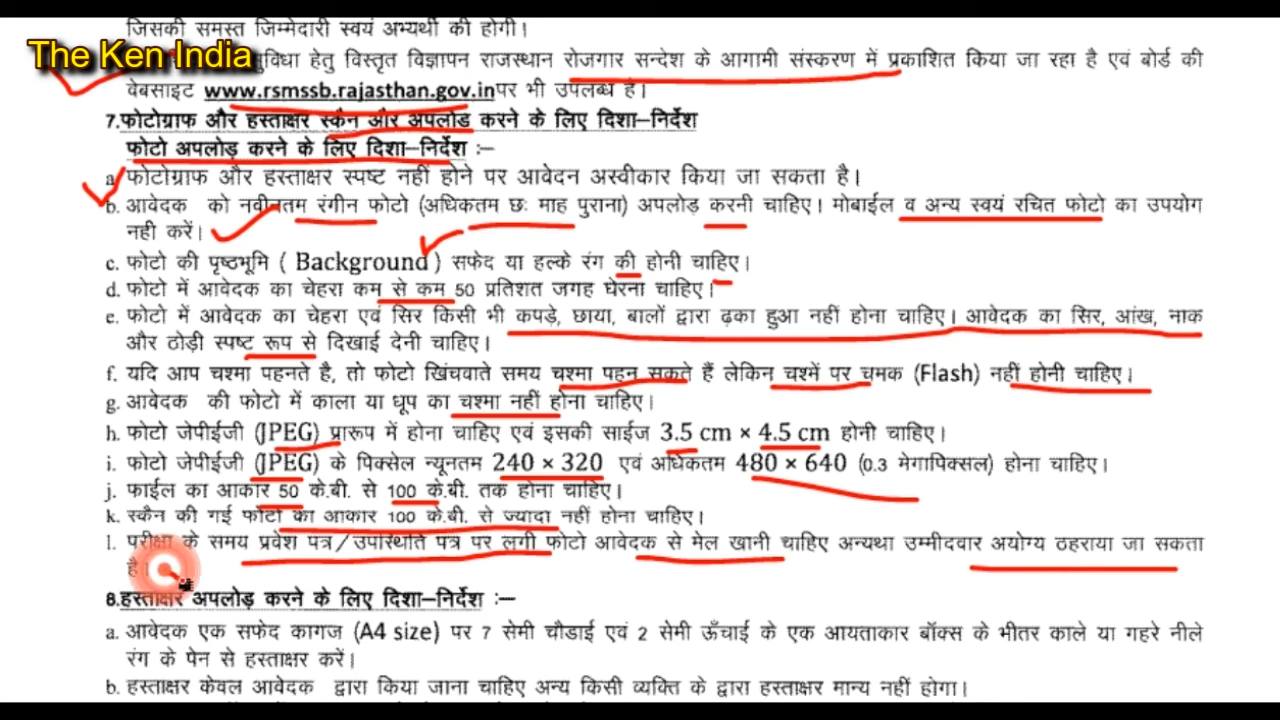 जिसकी समस्त जिम्मेदारी स्वयं अभ्यर्थी की होगी।
The Ken India
सुविधा हेतु विस्तृत विज्ञापन राजस्थान रोजगार सन्देश के आगामी संस्करण में प्रकाशित किया जा रहा है एवं बोर्ड की
वेबसाइट www.rsmssb.rajasthan.gov.in पर भी उपलब्ध है।
7.फोटोग्राफ और हस्ताक्षर स्कैन और अपलोड करने के लिए दिशा–निर्देश
फोटो अपलोड़ करने के लिए दिशा–निर्देश :–
a फोटोग्राफ और हस्ताक्षर स्पष्ट नहीं होने पर आवेदन अस्वीकार किया जा सकता है।
b. आवेदक को नवीनतम रंगीन फोटो (अधिकतम छः माह पुराना) अपलोड़ करनी चाहिए। मोबाईल व अन्य स्वयं रचित फोटो का उपयोग
नही करें।
c. फोटो की पृष्ठभूमि ( Background ) सफेद या हल्के रंग की होनी चाहिए।
d. फोटो में आवेदक का चेहरा कम से कम 50 प्रतिशत जगह घेरना चाहिए।
e. फोटो में आवेदक का चेहरा एवं सिर किसी भी कपड़े, छाया, बालों द्वारा ढ़का हुआ नहीं होना चाहिए। आवेदक का सिर, आंख, नाक
और ठोड़ी स्पष्ट रूप से दिखाई देनी चाहिए।
f. यदि आप चश्मा पहनते है, तो फोटो खिंचवाते समय चश्मा पहन सकते हैं लेकिन चश्में पर चमक (Flash) नहीं होनी चाहिए।
g. आवेदक की फोटो में काला या धूप का चश्मा नहीं होना चाहिए।
h. फोटो जेपीईजी (JPEG) प्रारूप में होना चाहिए एवं इसकी साईज 3.5 cm × 4.5 cm होनी चाहिए।
i. फोटो जेपीईजी (JPEG) के पिक्सेल न्यूनतम 240 × 320 एवं अधिकतम 480 × 640 (0.3 मेगापिक्सल) होना चाहिए।
j. फाईल का आकार 50 के.बी. से 100 के.बी. तक होना चाहिए।
k. स्कैन की गई फोटो का आकार 100 के.बी. से ज्यादा नहीं होना चाहिए।
l. परीक्षा के समय प्रवेश पत्र/उपस्थिति पत्र पर लगी फोटो आवेदक से मेल खानी चाहिए अन्यथा उम्मीदवार अयोग्य ठहराया जा सकता
है।
8.हस्ताक्षर अपलोड़ करने के लिए दिशा–निर्देश :–
a. आवेदक एक सफेद कागज (A4 size) पर 7 सेमी चौडाई एवं 2 सेमी ऊँचाई के एक आयताकार बॉक्स के भीतर काले या गहरे नीले
रंग के पेन से हस्ताक्षर करें।
b. हस्ताक्षर केवल आवेदक द्वारा किया जाना चाहिए अन्य किसी व्यक्ति के द्वारा हस्ताक्षर मान्य नहीं होगा।